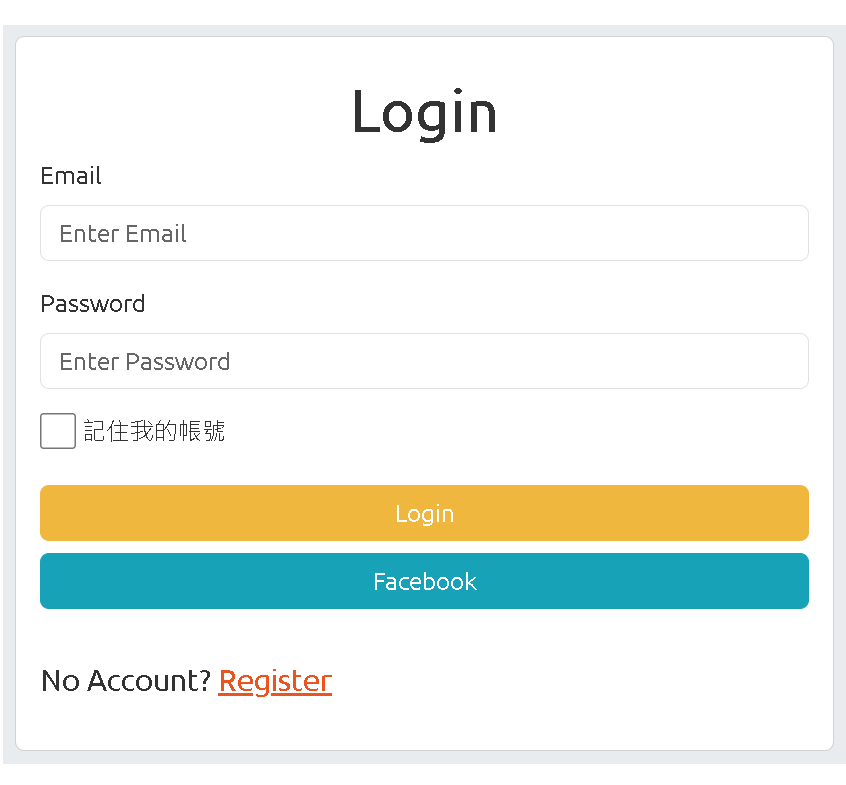 Login
Email
Enter Email
Password
Enter Password
記住我的帳號
Login
Facebook
No Account? Register